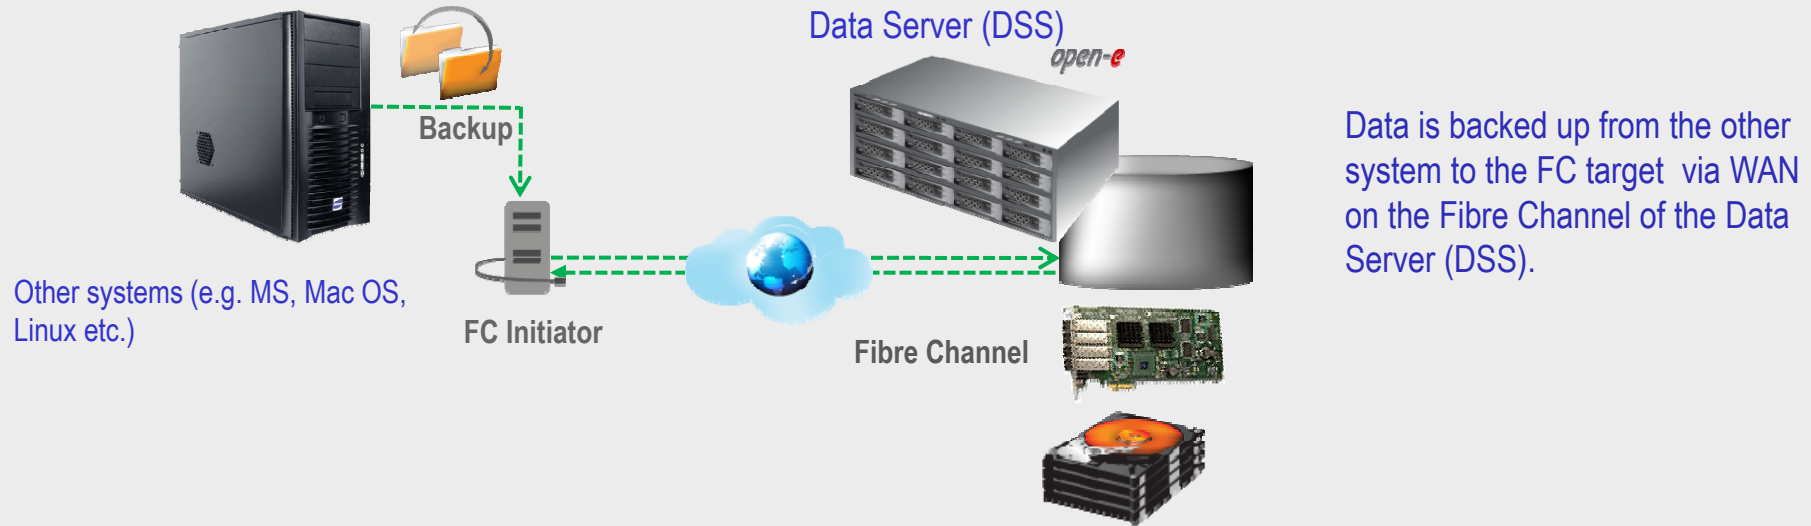 Data Server (DSS)
open-e
Backup
Data is backed up from the other
system to the FC target  via WAN
on the Fibre Channel of the Data
Server (DSS).
Other systems (e.g. MS, Mac OS,
Linux etc.)
FC Initiator
Fibre Channel